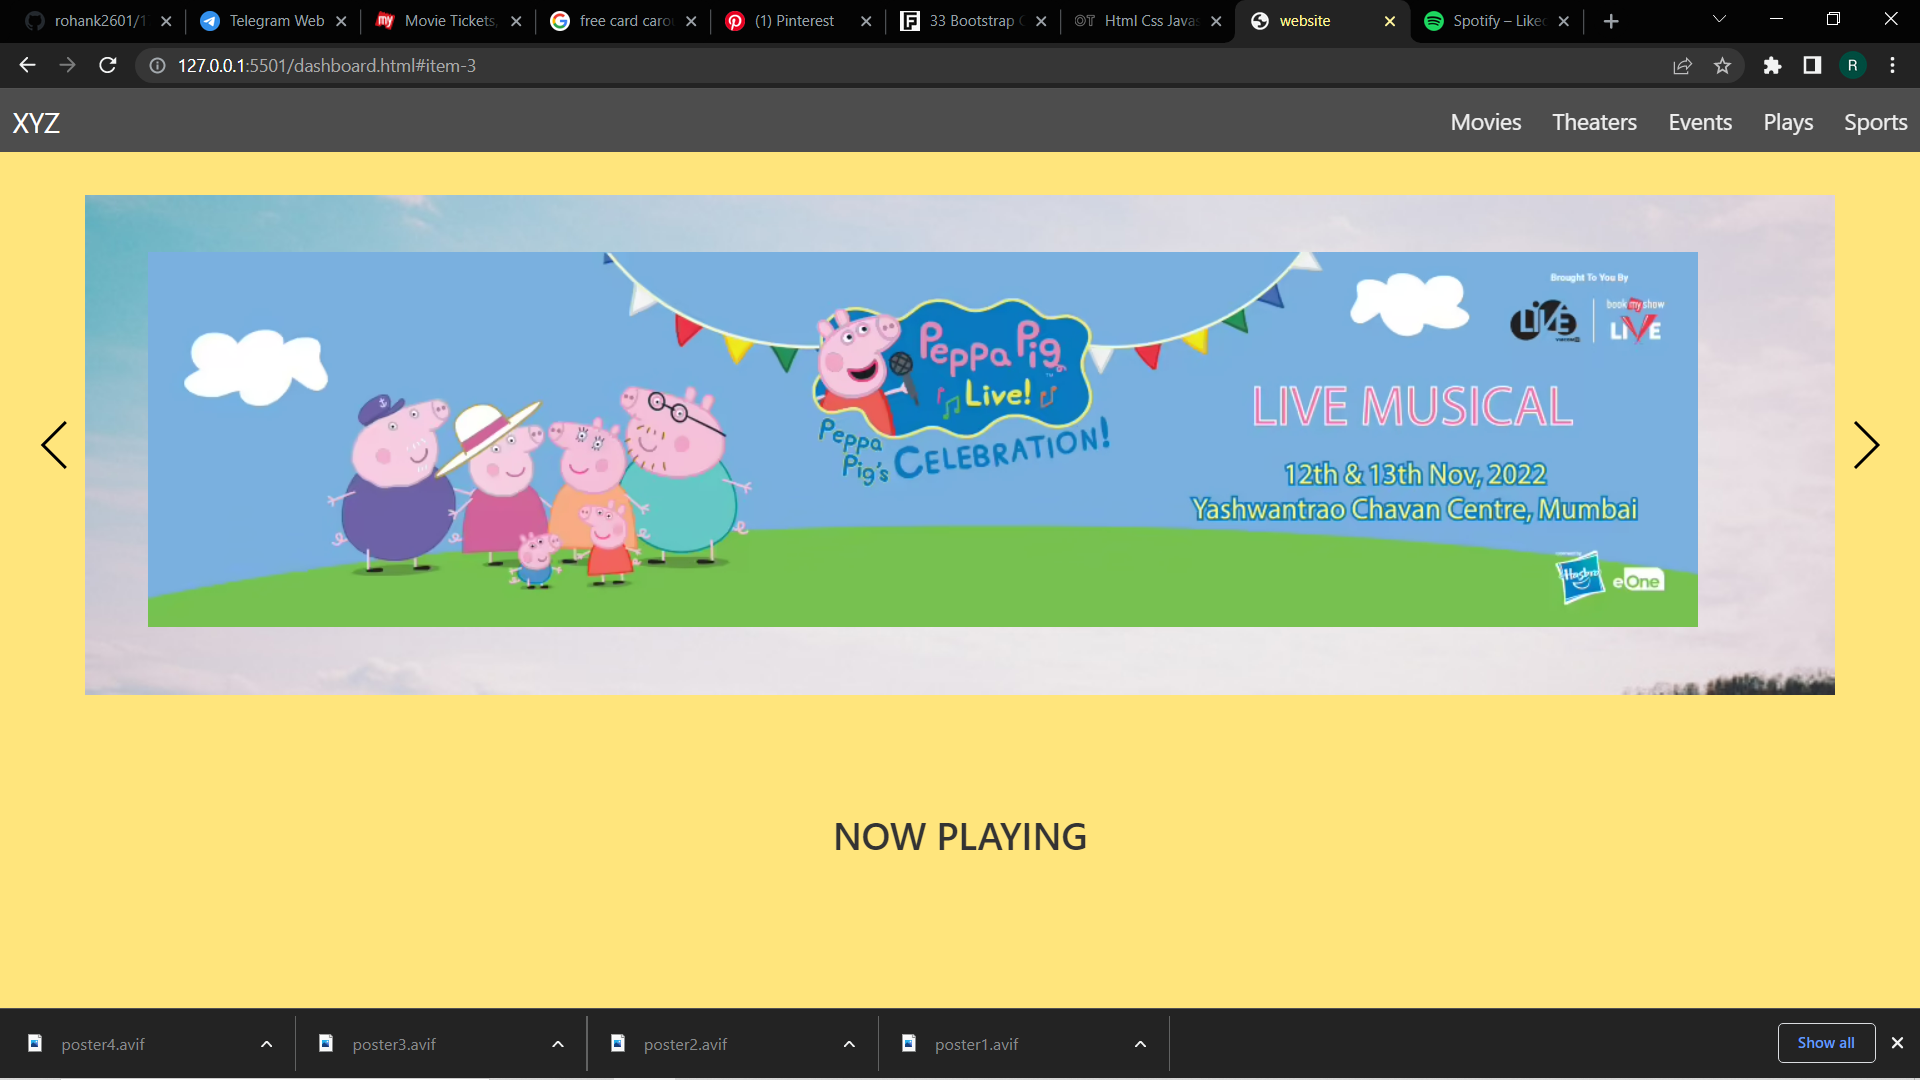 rohank2601/1
Telegram Web
Movie Tickets,
free card carou
(1) Pinterest
33 Bootstrap C
Html Css Javas
website
Spotify – Liked
127.0.0.1:5501/dashboard.html#item-3
R
XYZ
Movies
Theaters
Events
Plays
Sports
Brought To You By
LIVE
book my show
LIVE
Peppa Pig
Live!
Peppa
Pig's CELEBRATION!
LIVE MUSICAL
12th & 13th Nov, 2022
Yashwantrao Chavan Centre, Mumbai
Hasbro
eOne
NOW PLAYING
poster4.avif
poster3.avif
poster2.avif
poster1.avif
Show all